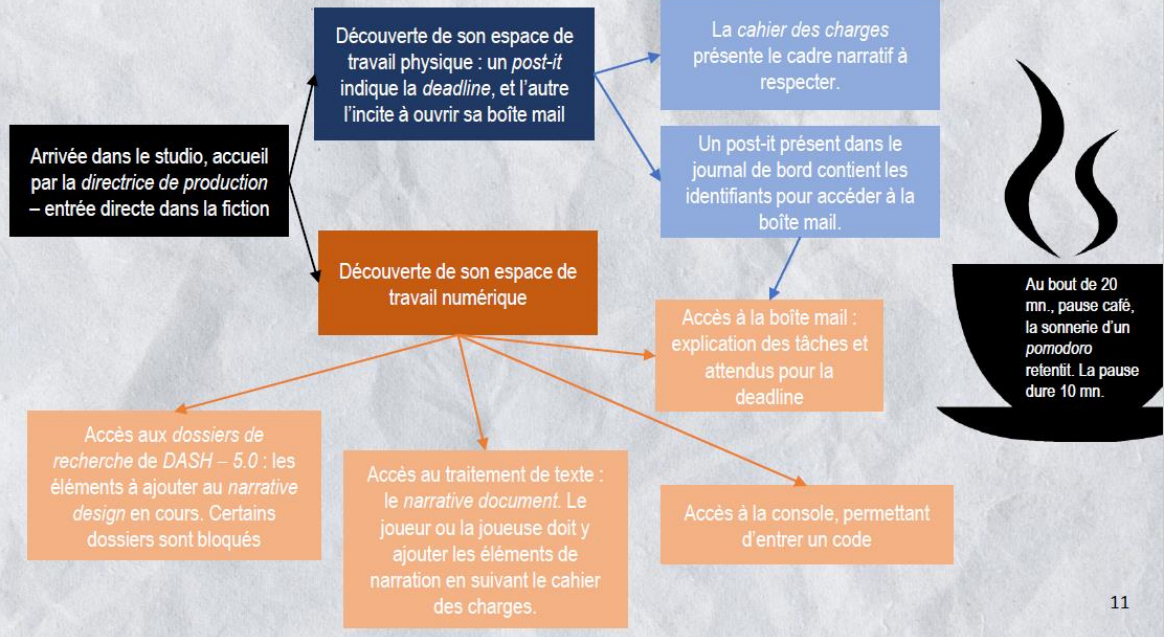 Découverte de son espace de
travail physique : un post-it
indique la deadline, et l'autre
l'incite à ouvrir sa boîte mail
La cahier des charges
présente le cadre narratif à
respecter.
Arrivée dans le studio, accueil
par la directrice de production
– entrée directe dans la fiction
Un post-it présent dans le
journal de bord contient les
identifiants pour accéder à la
boîte mail.
Découverte de son espace de
travail numérique
Accès à la boîte mail :
explication des tâches et
attendus pour la
deadline
Au bout de 20
mn., pause café,
la sonnerie d'un
pomodoro
retentit. La pause
dure 10 mn.
Accès aux dossiers de
recherche de DASH – 5.0 : les
éléments à ajouter au narrative
design en cours. Certains
dossiers sont bloqués
Accès au traitement de texte :
le narrative document. Le
joueur ou la joueuse doit y
ajouter les éléments de
narration en suivant le cahier
des charges.
Accès à la console, permettant
d'entrer un code
11